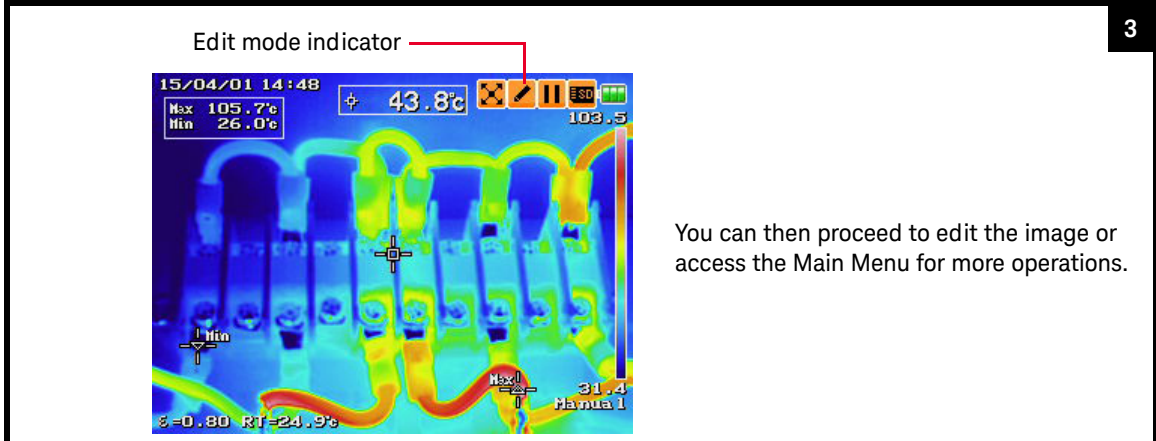 3
Edit mode indicator
15/04/01 14:48
Max 105.7℃
Min 26.0℃
43.8℃
SD
103.5
Min
Max
31.4
Manual
ε=0.80 RT=24.9℃
You can then proceed to edit the image or
access the Main Menu for more operations.